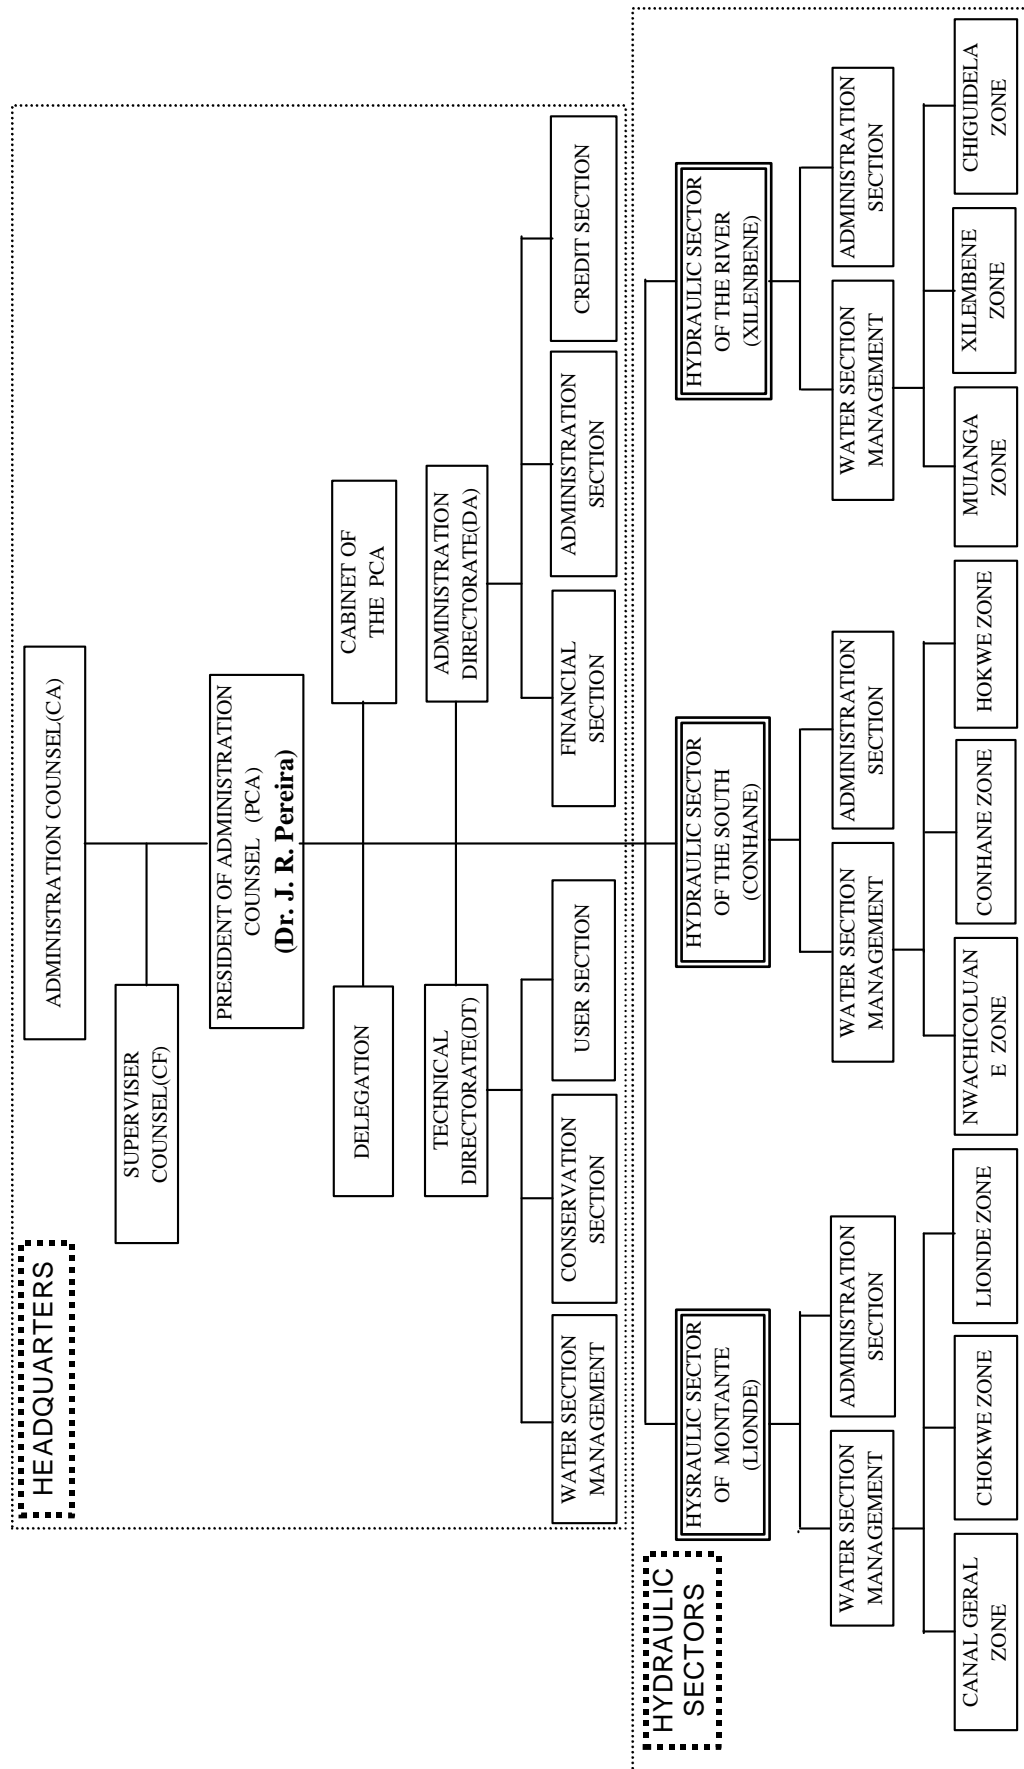 HEADQUARTERS
ADMINISTRATION COUNSEL(CA)
SUPERVISER
COUNSEL(CF)
PRESIDENT OF ADMINISTRATION
COUNSEL (PCA)
(Dr. J. R. Pereira)
DELEGATION
CABINET OF
THE PCA
TECHNICAL
DIRECTORATE(DT)
ADMINISTRATION
DIRECTORATE(DA)
WATER SECTION
MANAGEMENT
CONSERVATION
SECTION
USER SECTION
FINANCIAL
SECTION
ADMINISTRATION
SECTION
CREDIT SECTION
HYDRAULIC
SECTORS
HYSRAULIC SECTOR
OF MONTANTE
(LIONDE)
HYDRAULIC SECTOR
OF THE SOUTH
(CONHANE)
HYDRAULIC SECTOR
OF THE RIVER
(XILENBENE)
WATER SECTION
MANAGEMENT
ADMINISTRATION
SECTION
WATER SECTION
MANAGEMENT
ADMINISTRATION
SECTION
WATER SECTION
MANAGEMENT
ADMINISTRATION
SECTION
CANAL GERAL
ZONE
CHOKWE ZONE
LIONDE ZONE
NWACHICOLUAN
E ZONE
CONHANE ZONE
HOKWE ZONE
MUIANGA
ZONE
XILEMBENE
ZONE
CHIGUIDELA
ZONE